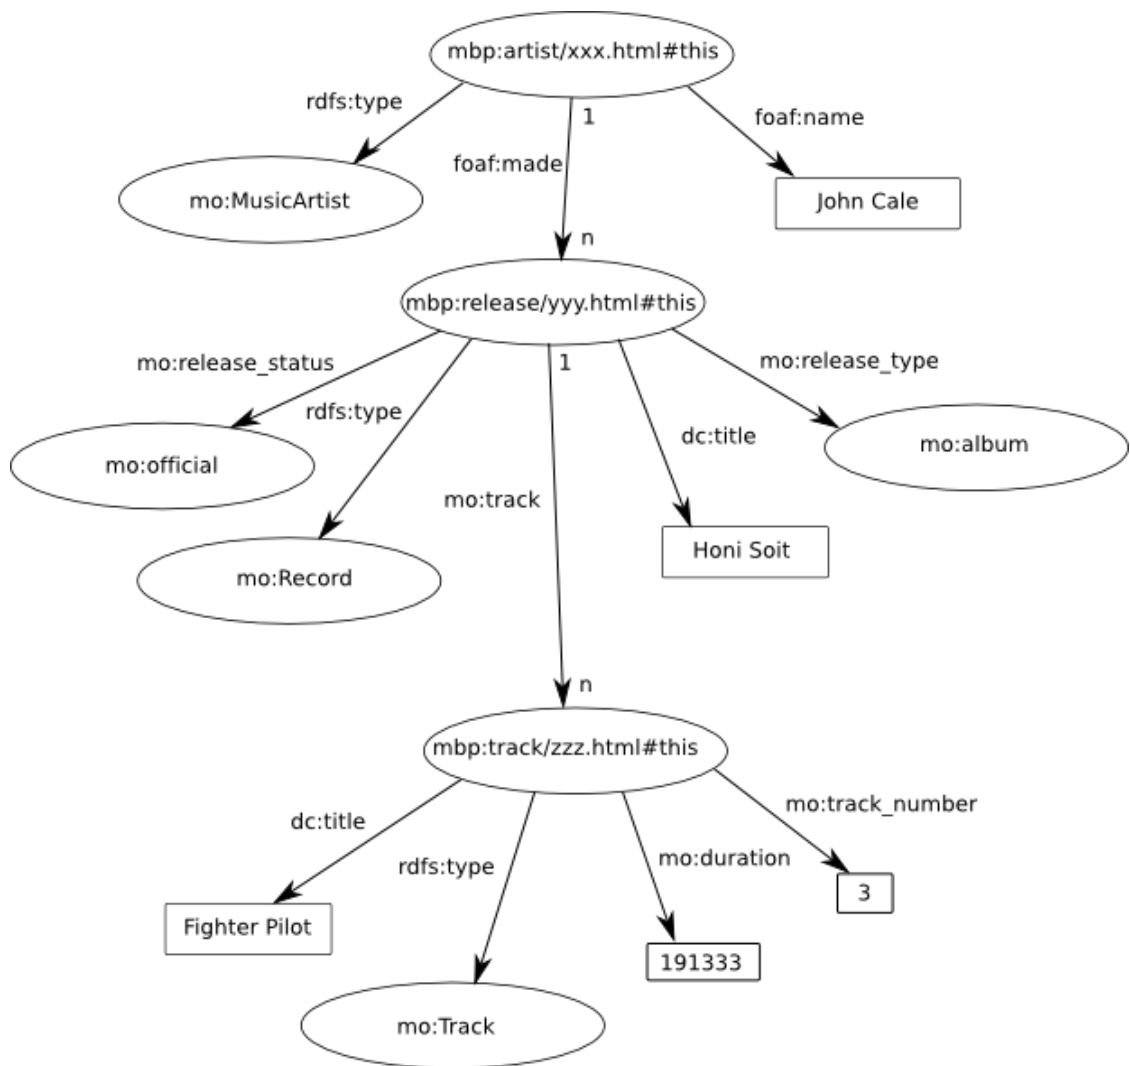 mbp:artist/xxx.html#this
rdfs:type
1
foaf:name
foaf:made
mo:MusicArtist
John Cale
n
mbp:release/yyy.html#this
mo:release_status
1
mo:release_type
rdfs:type
dc:title
mo:album
mo:official
mo:track
Honi Soit
mo:Record
n
mbp:track/zzz.html#this
mo:track_number
dc:title
mo:duration
rdfs:type
3
Fighter Pilot
191333
mo:Track